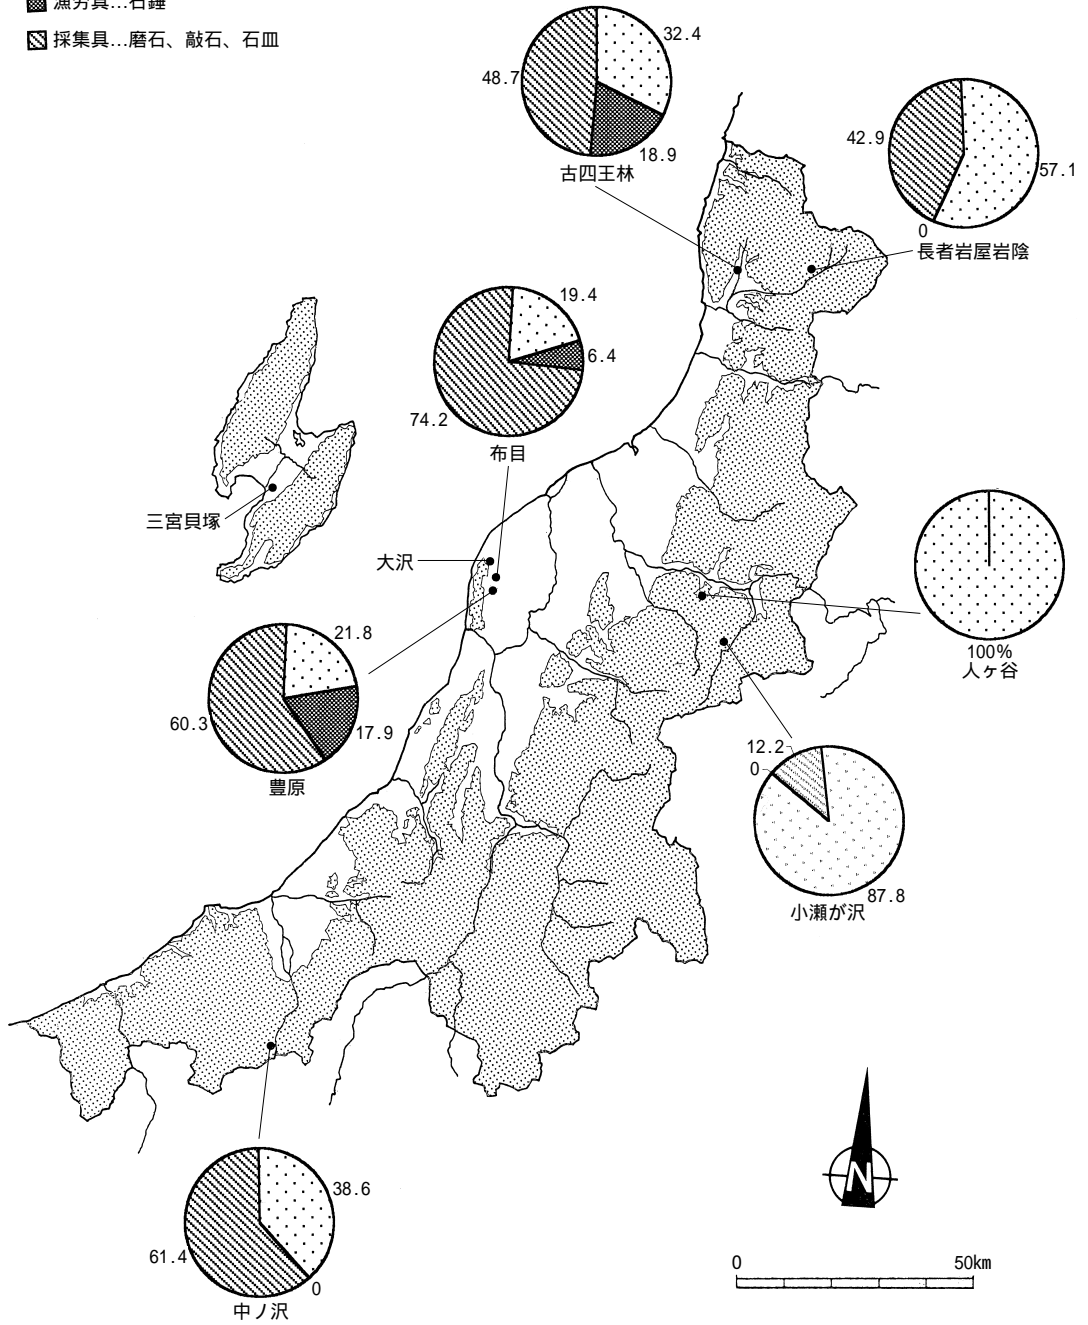 漁労具…石錘
採集具…磨石、敲石、石皿
32.4
48.7
18.9
古四王林
42.9
57.1
0
長者岩屋岩陰
19.4
6.4
74.2
布目
三宮貝塚
大沢
100%
人ヶ谷
21.8
60.3
17.9
豊原
12.2
0
87.8
小瀬が沢
38.6
61.4
0
中ノ沢
N
0 50km